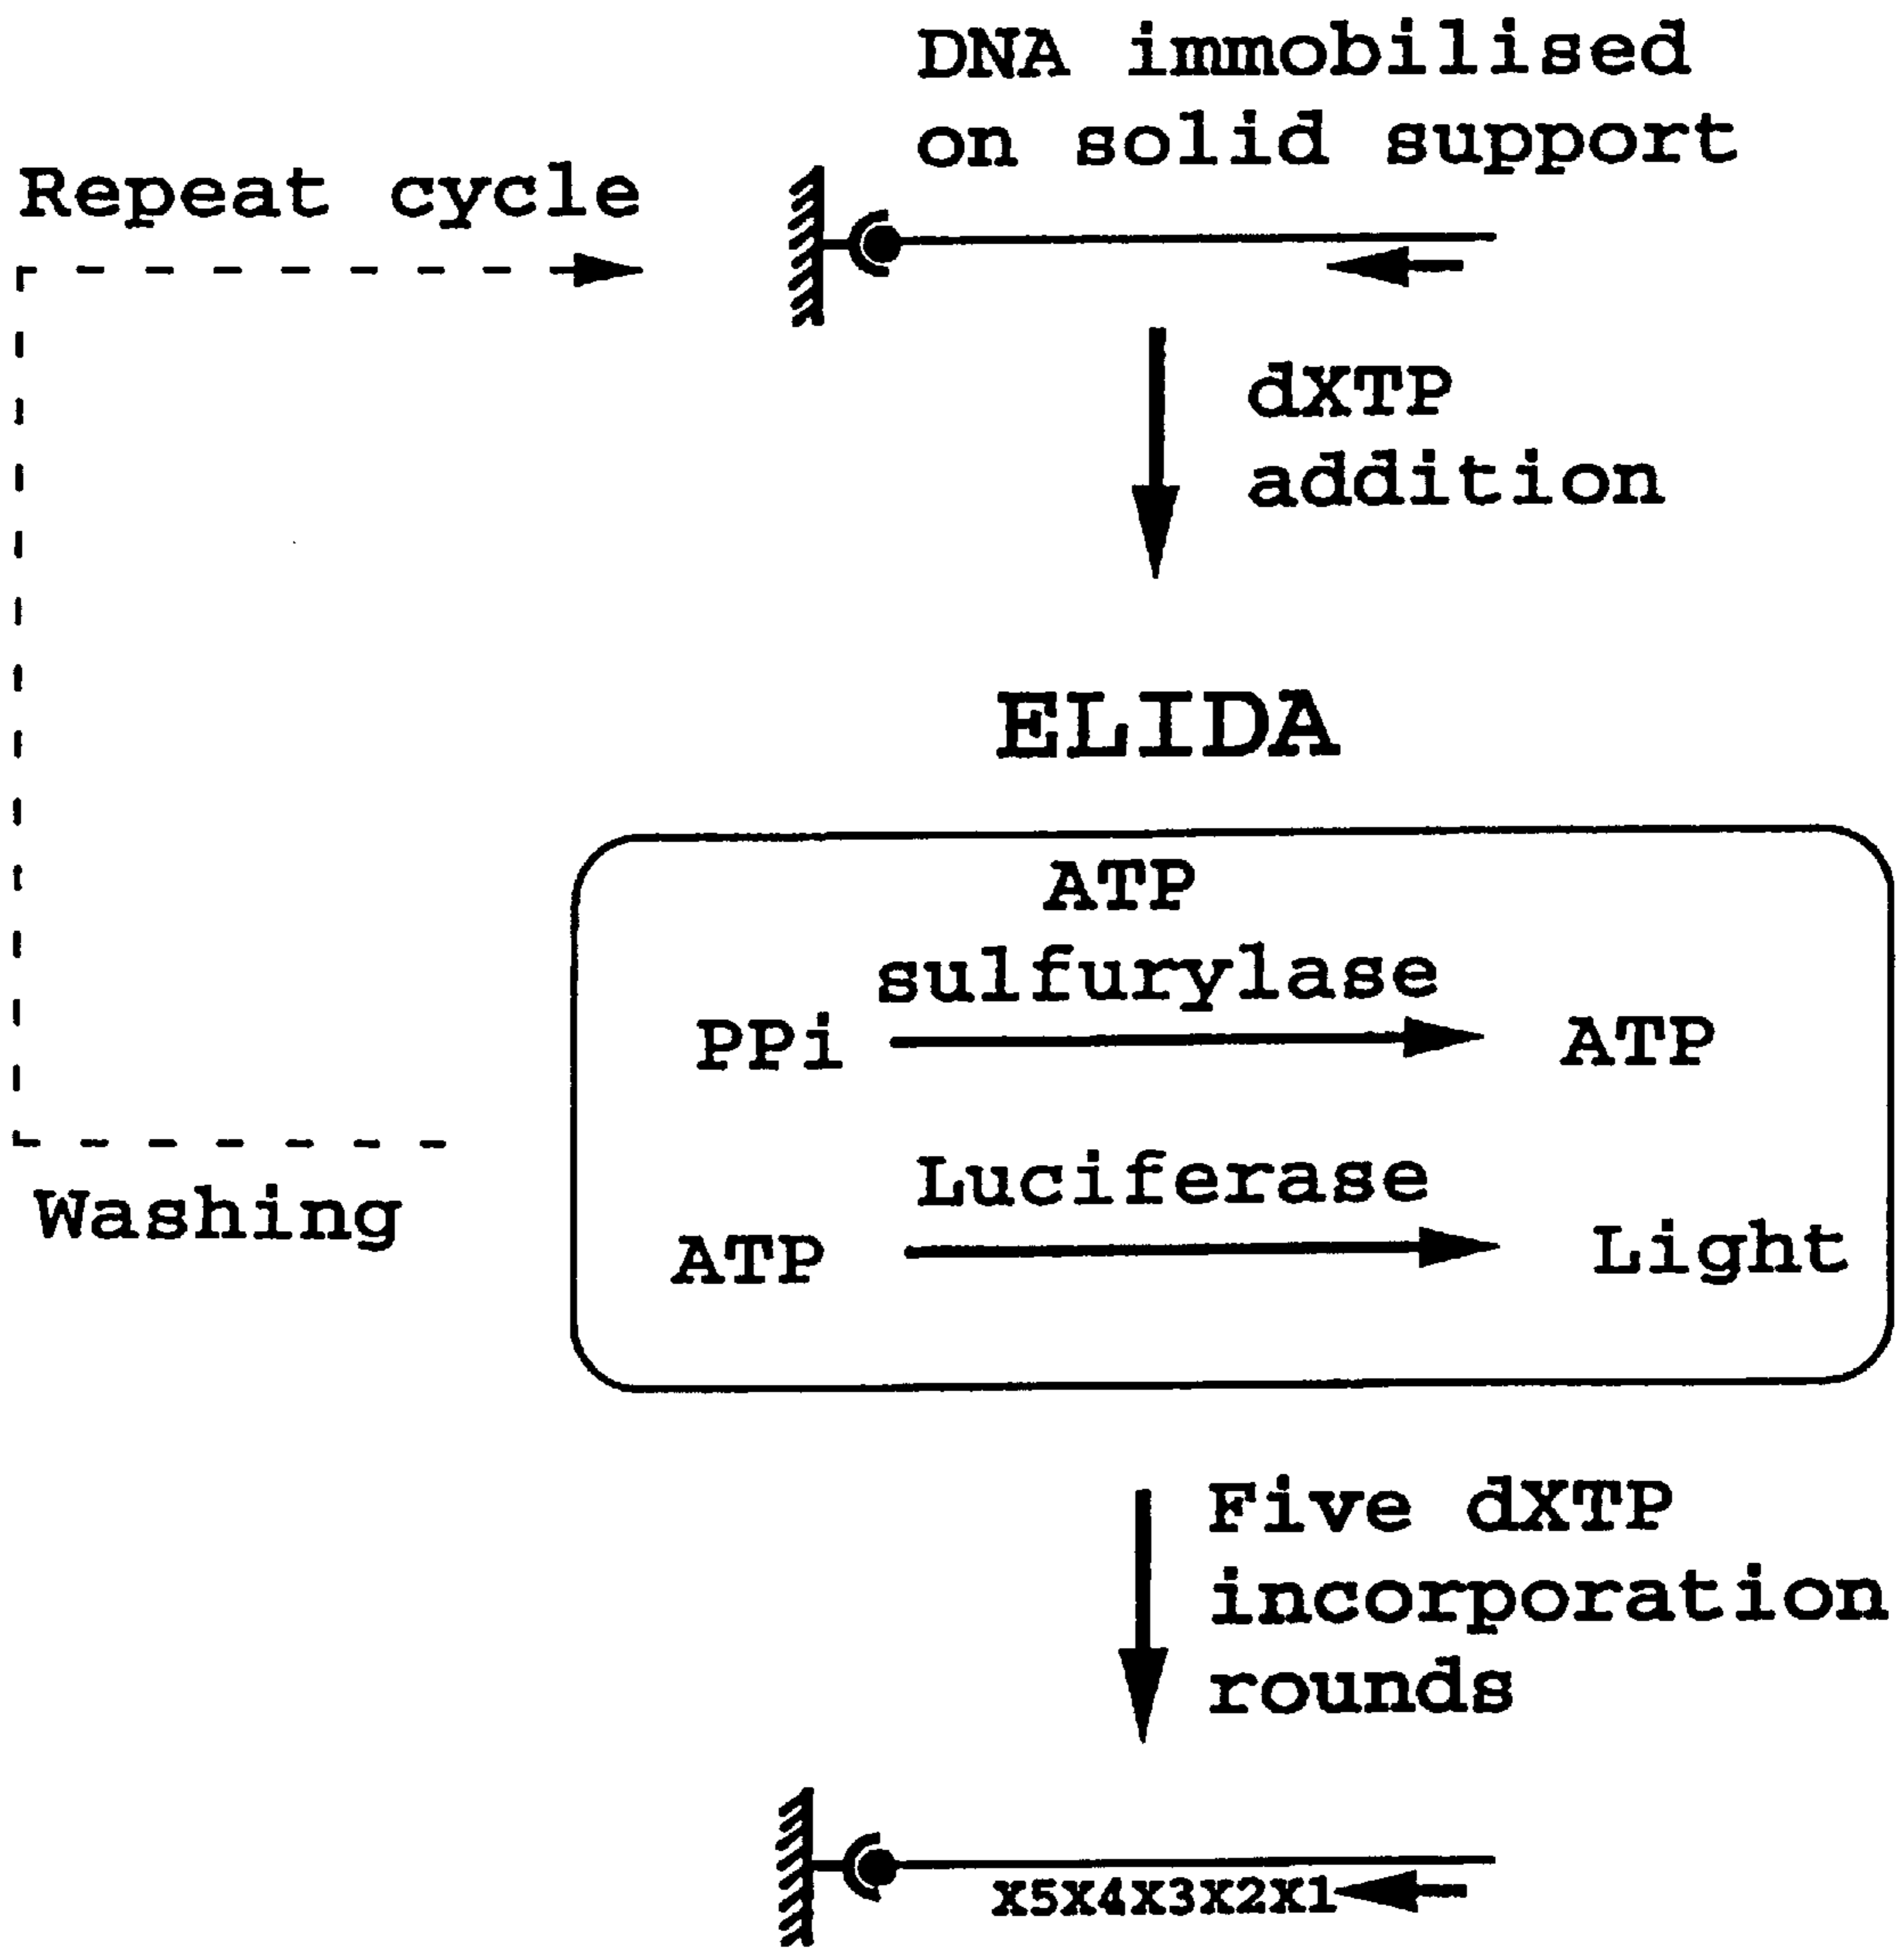 DNA immobilised
on solid support
Repeat cycle
dXTP
addition
ELIDA
ATP
sulfurylase
PPi
ATP
Luciferase
Washing
ATP
Light
Five dXTP
incorporation
rounds
X5X4X3X2X1